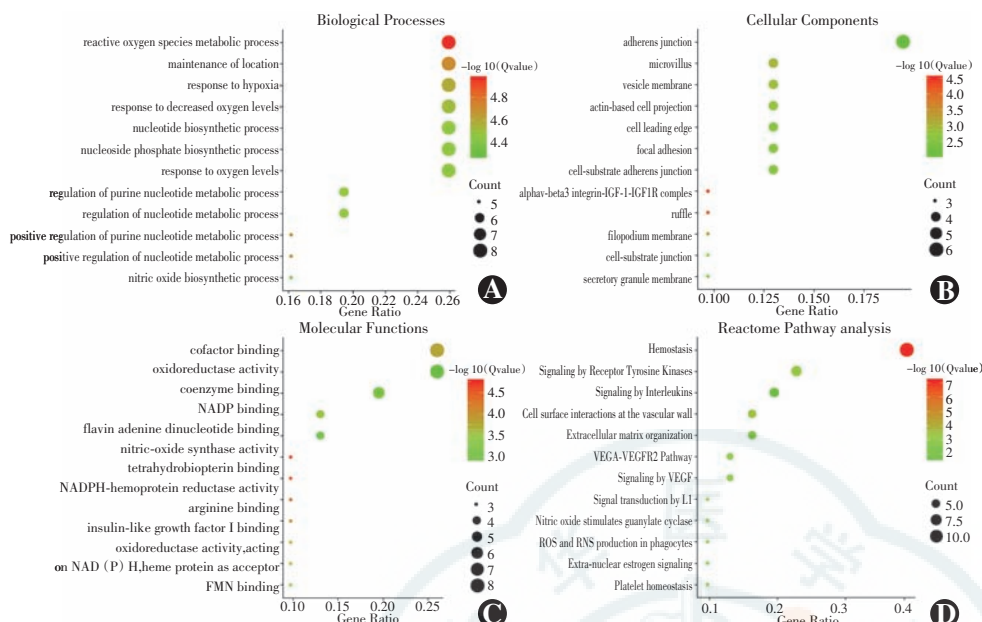 Biological Processes
reactive oxygen species metabolic process
maintenance of location
response to hypoxia
response to decreased oxygen levels
nucleotide biosynthetic process
nucleoside phosphate biosynthetic process
response to oxygen levels
regulation of purine nucleotide metabolic process
regulation of nucleotide metabolic process
positive regulation of purine nucleotide metabolic process
positive regulation of nucleotide metabolic process
nitric oxide biosynthetic process
0.16 0.18 0.20 0.22 0.24 0.26
Gene Ratio
-log 10(Qvalue)
4.8
4.6
4.4
Count
5
6
7
8
A
Cellular Components
adherens junction
microvillus
vesicle membrane
actin-based cell projection
cell leading edge
focal adhesion
cell-substrate adherens junction
alphav-beta3 integrin-IGF-1-IGF1R comples
ruffle
filopodium membrane
cell-substrate junction
secretory granule membrane
0.100 0.125 0.150 0.175
Gene Ratio
-log 10(Qvalue)
4.5
4.0
3.5
3.0
2.5
Count
3
4
5
6
B
Molecular Functions
cofactor binding
oxidoreductase activity
coenzyme binding
NADP binding
flavin adenine dinucleotide binding
nitric-oxide synthase activity
tetrahydrobiopterin binding
NADPH-hemoprotein reductase activity
arginine binding
insulin-like growth factor I binding
oxidoreductase activity,acting
on NAD (P) H,heme protein as acceptor
FMN binding
0.10 0.15 0.20 0.25
Gene Ratio
-log 10(Qvalue)
4.5
4.0
3.5
3.0
Count
3
4
5
6
7
8
C
Reactome Pathway analysis
Hemostasis
Signaling by Receptor Tyrosine Kinases
Signaling by Interleukins
Cell surface interactions at the vascular wall
Extracellular matrix organization
VEGA-VEGFR2 Pathway
Signaling by VEGF
Signal transduction by L1
Nitric oxide stimulates guanylate cyclase
ROS and RNS production in phagocytes
Extra-nuclear estrogen signaling
Platelet homeostasis
0.1 0.2 0.3 0.4
Gene Ratio
-log 10(Qvalue)
7
6
5
4
3
2
Count
5.0
7.5
10.0
D